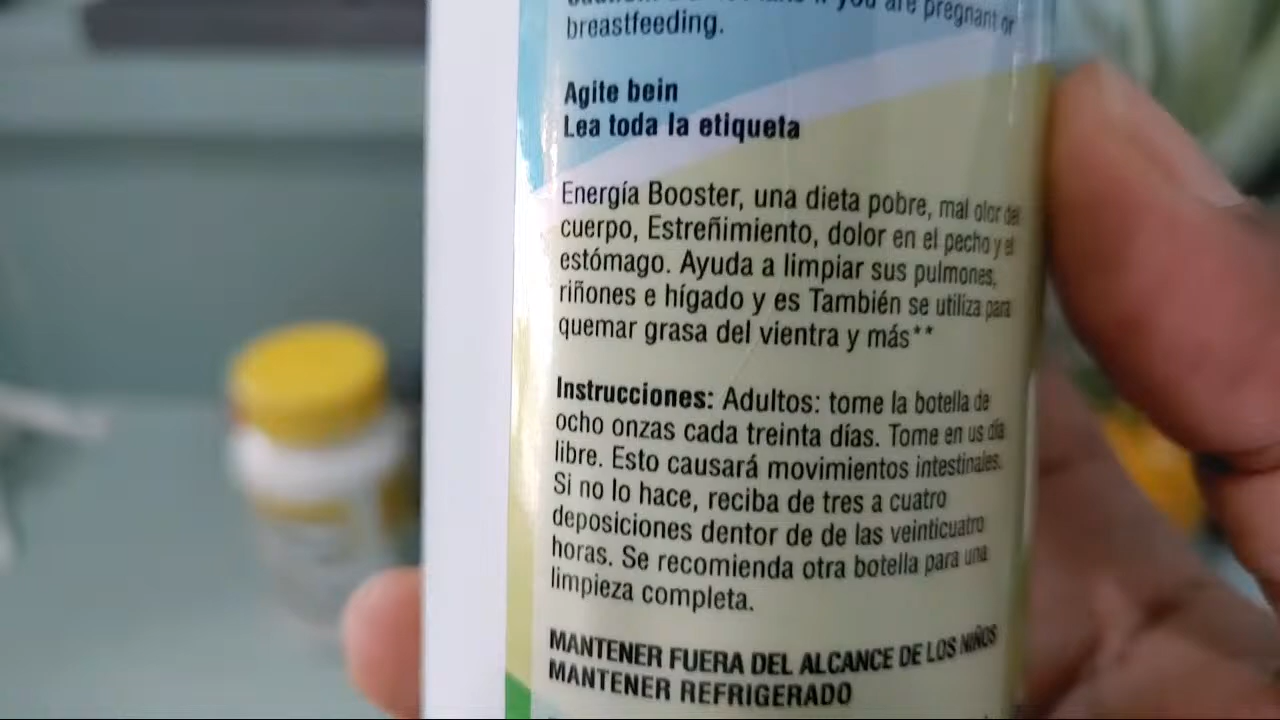 you are pregnant or
breastfeeding.
Agite bein
Lea toda la etiqueta
Energía Booster, una dieta pobre, mal olor del
cuerpo, Estreñimiento, dolor en el pecho y el
estómago. Ayuda a limpiar sus pulmones,
riñones e hígado y es También se utiliza para
quemar grasa del vientra y más**
Instrucciones: Adultos: tome la botella de
ocho onzas cada treinta días. Tome en us día
libre. Esto causará movimientos intestinales.
Si no lo hace, reciba de tres a cuatro
deposiciones dentor de de las veinticuatro
horas. Se recomienda otra botella para una
limpieza completa.
MANTENER FUERA DEL ALCANCE DE LOS NIÑOS
MANTENER REFRIGERADO